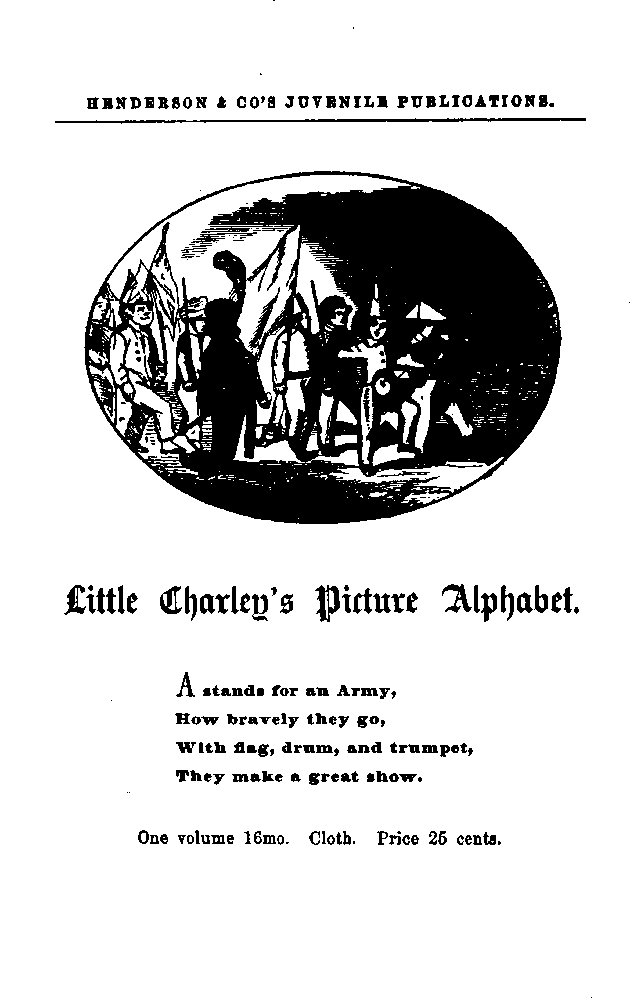 HENDERSON & CO'S JUVENILE PUBLICATIONS.
Little Charley's Picture Alphabet.
A stands for an Army,
How bravely they go,
With flag, drum, and trumpet,
They make a great show.
One volume 16mo. Cloth. Price 25 cents.